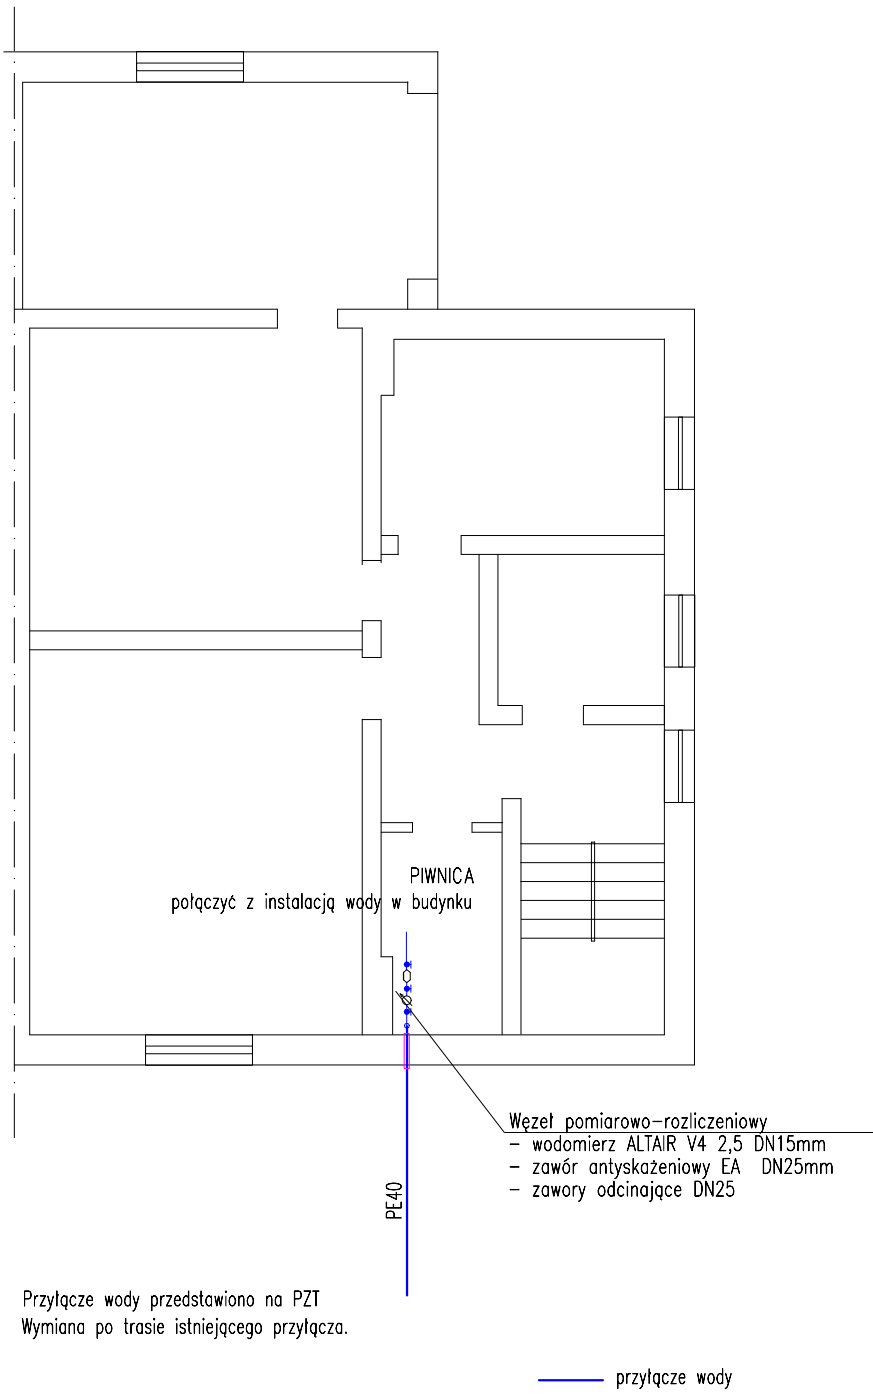 PIWNICA
połączyć z instalacją wody w budynku
Węzeł pomiarowo-rozliczeniowy
- wodomierz ALTAIR V4 2,5 DN15mm
- zawór antyskażeniowy EA DN25mm
- zawory odcinające DN25
PE40
Przyłącze wody przedstawiono na PZT
Wymiana po trasie istniejącego przyłącza.
przyłącze wody